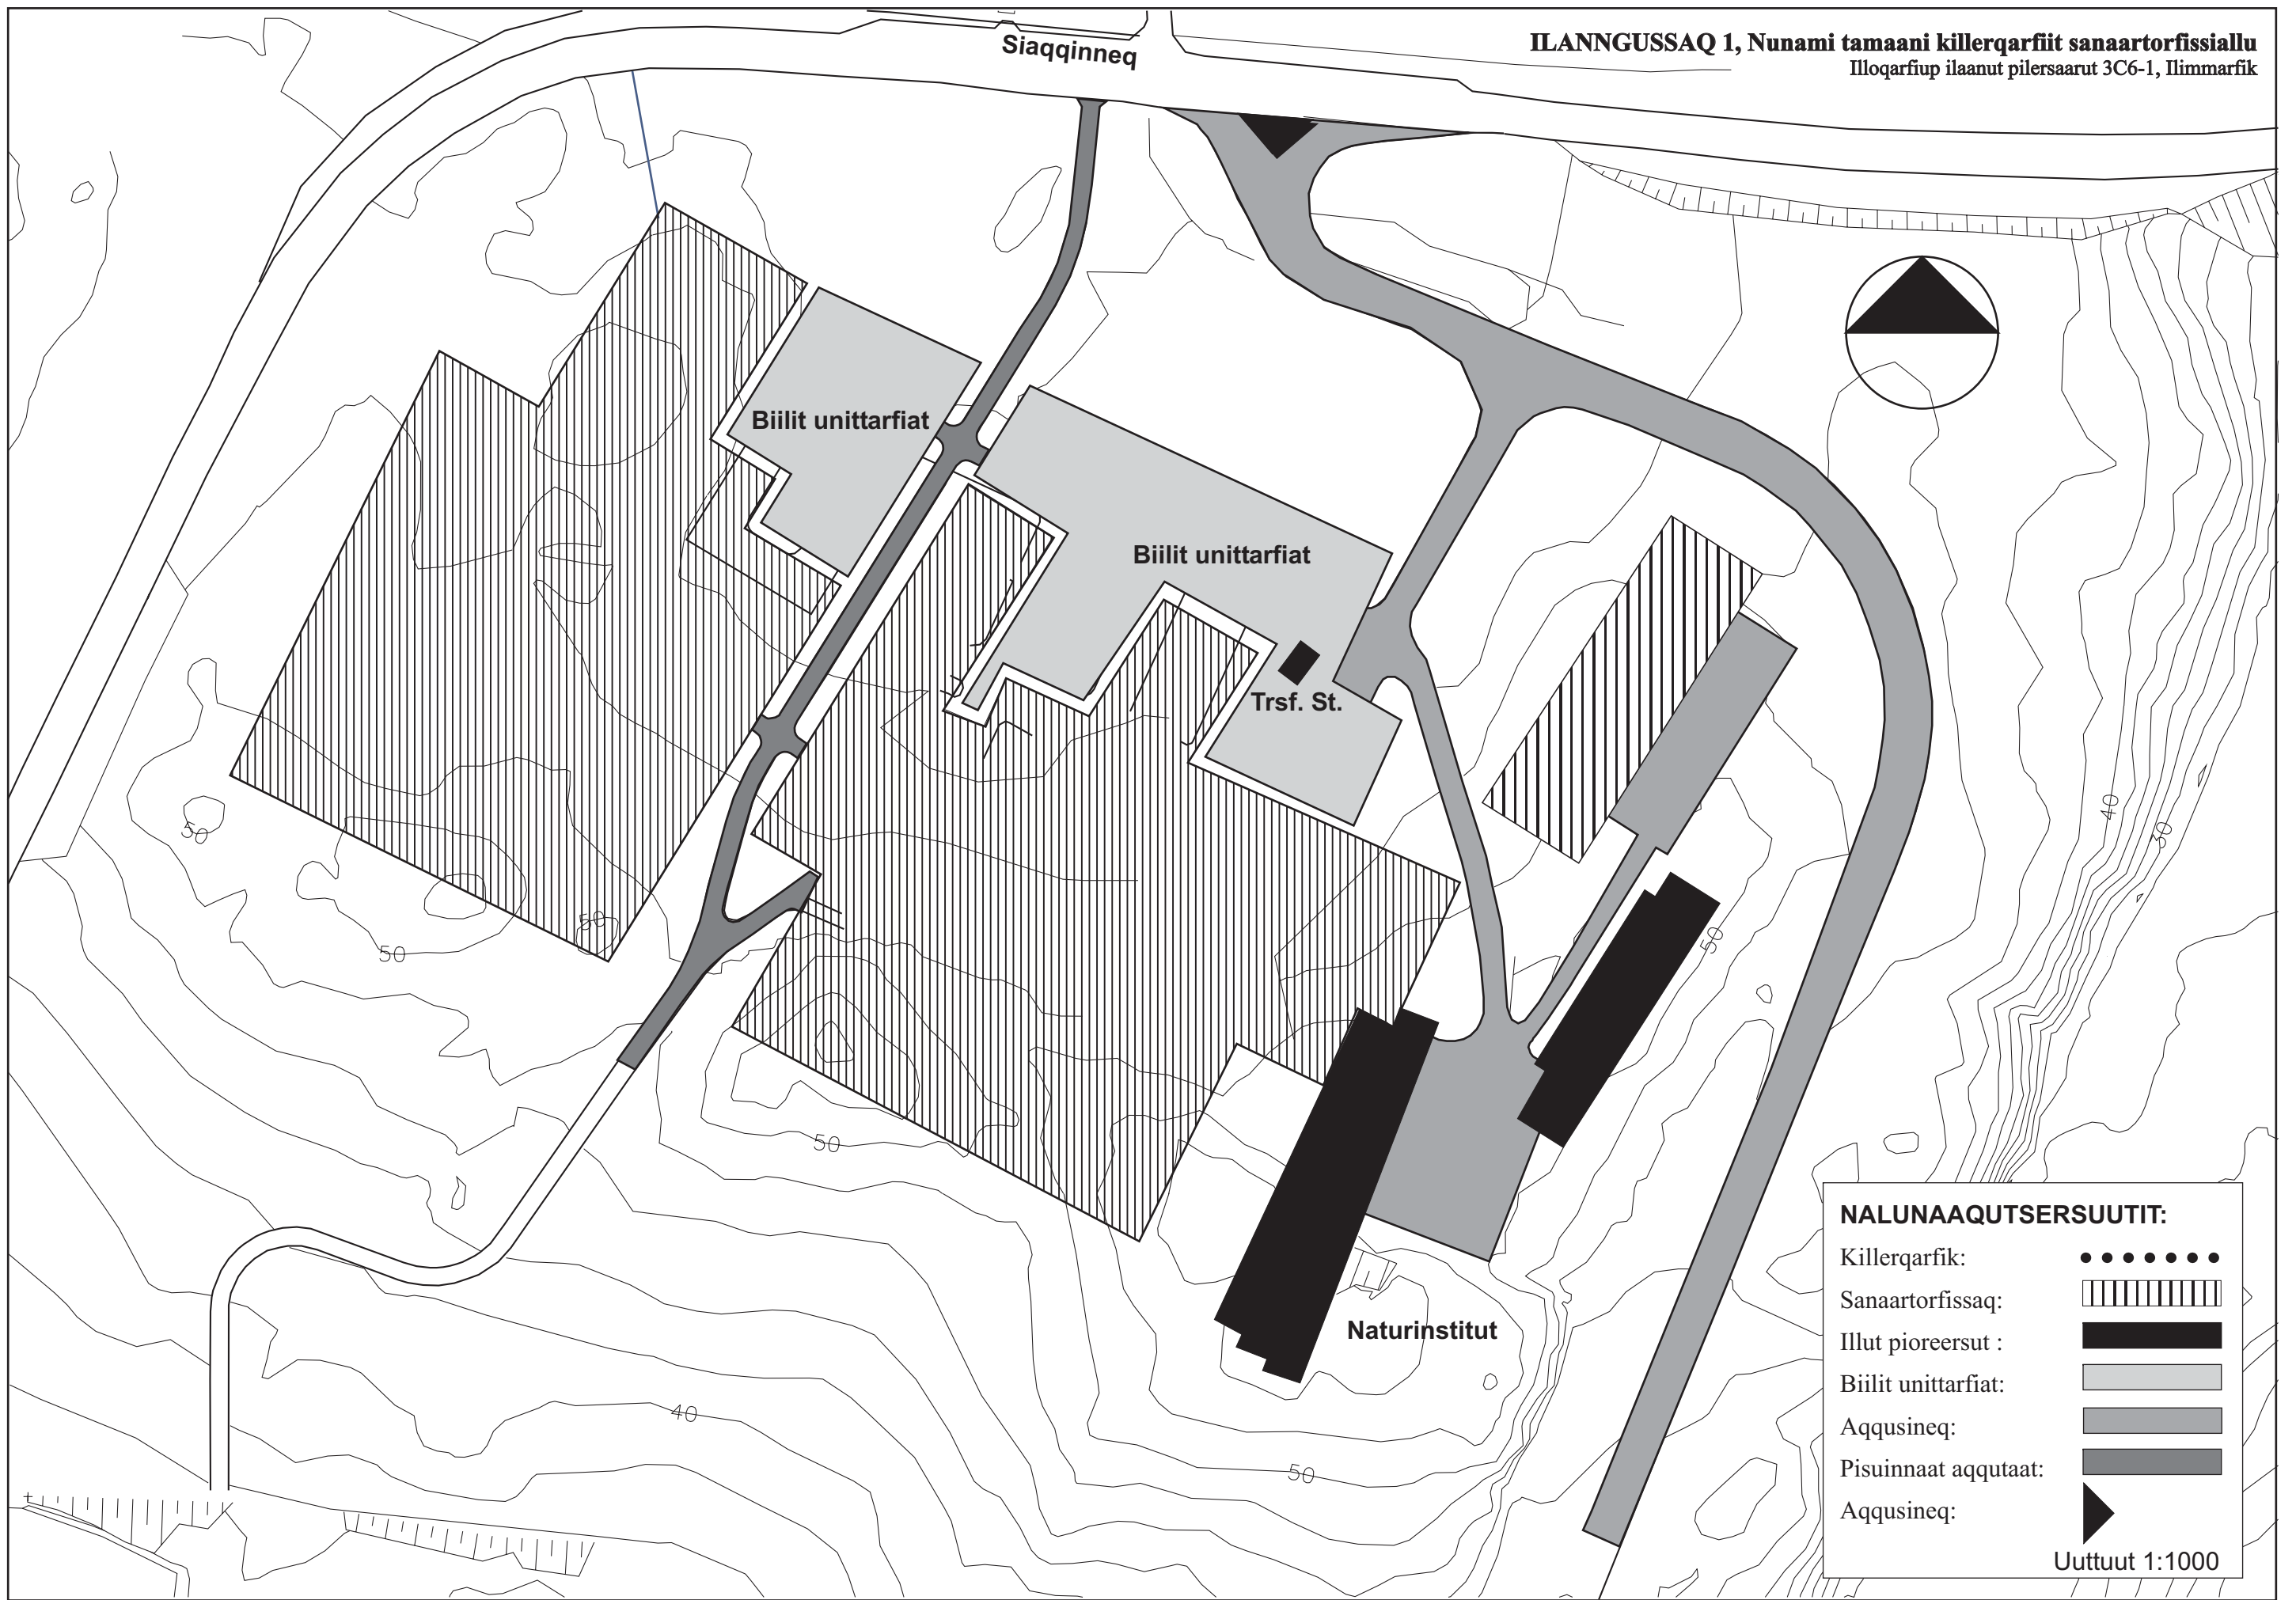 ILANNGUSSAQ 1, Nunami tamaani killerqarfiit sanaartorfissiallu
Illoqarfiup ilaanut pilersaarut 3C6-1, Ilimmarfik
Siaqqinneq
Biilit unittarfiat
Biilit unittarfiat
Trsf. St.
50
50
50
50
40
30
50
Naturinstitut
40
50
NALUNAAQUTSERSUUTIT:
Killerqarfik:
Sanaartorfissaq:
Illut pioreersut :
Biilit unittarfiat:
Aqqusineq:
Pisuinnaat aqqutaat:
Aqqusineq:
Uuttuut 1:1000